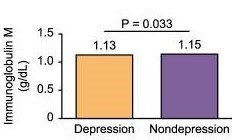 P = 0.033
Immunoglobulin M
(g/dL)
1.5
1.0
0.5
0
1.13
1.15
Depression
Nondepression